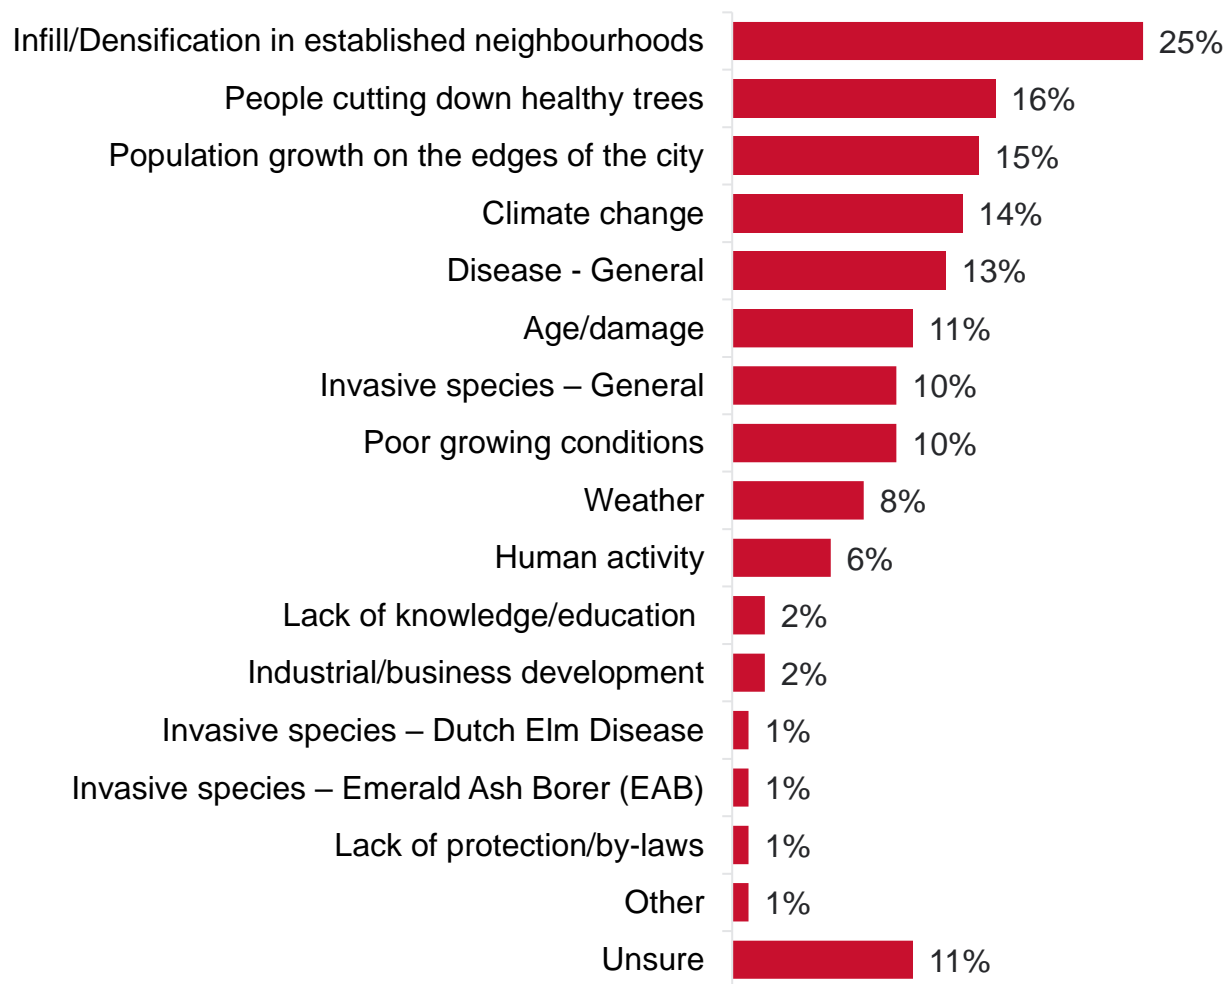 Infill/Densification in established neighbourhoods 25%
People cutting down healthy trees 16%
Population growth on the edges of the city 15%
Climate change 14%
Disease - General 13%
Age/damage 11%
Invasive species – General 10%
Poor growing conditions 10%
Weather 8%
Human activity 6%
Lack of knowledge/education 2%
Industrial/business development 2%
Invasive species – Dutch Elm Disease 1%
Invasive species – Emerald Ash Borer (EAB) 1%
Lack of protection/by-laws 1%
Other 1%
Unsure 11%